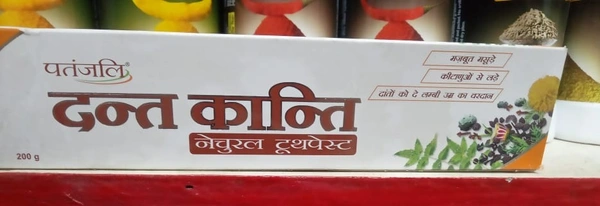 पतंजलि
दन्त कान्ति
नेचुरल टूथपेस्ट
200 g
मजबूत मसूड़े
कीटाणुओं से लड़े
दांतों को दे लम्बी उम्र का वरदान